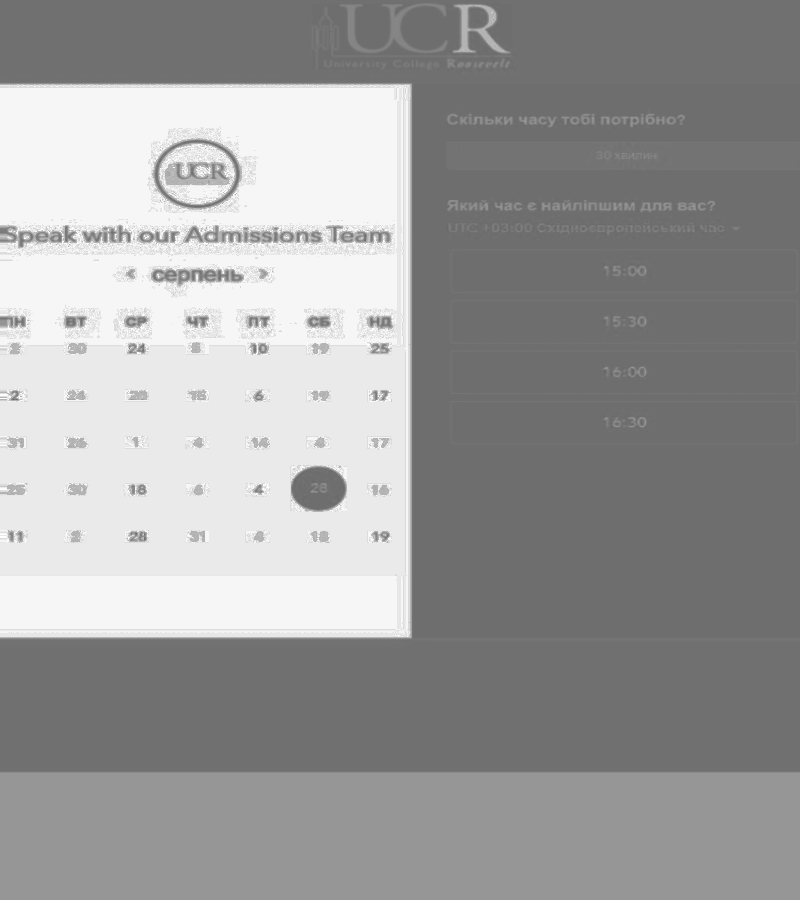 UCR
University College Roosevelt
UCR
Speak with our Admissions Team
« серпень »
ПН ВТ СР ЧТ ПТ СБ НД
2 30 24 10 19 25
2 24 20 15 6 19 17
31 26 1 4 14 4 17
25 30 18 6 4 16
11 2 28 31 4 18 19
Скільки часу тобі потрібно?
30 хвилин
Який час є найліпшим для вас?
UTC +03:00 Східноєвропейський час
15:00
15:30
16:00
16:30